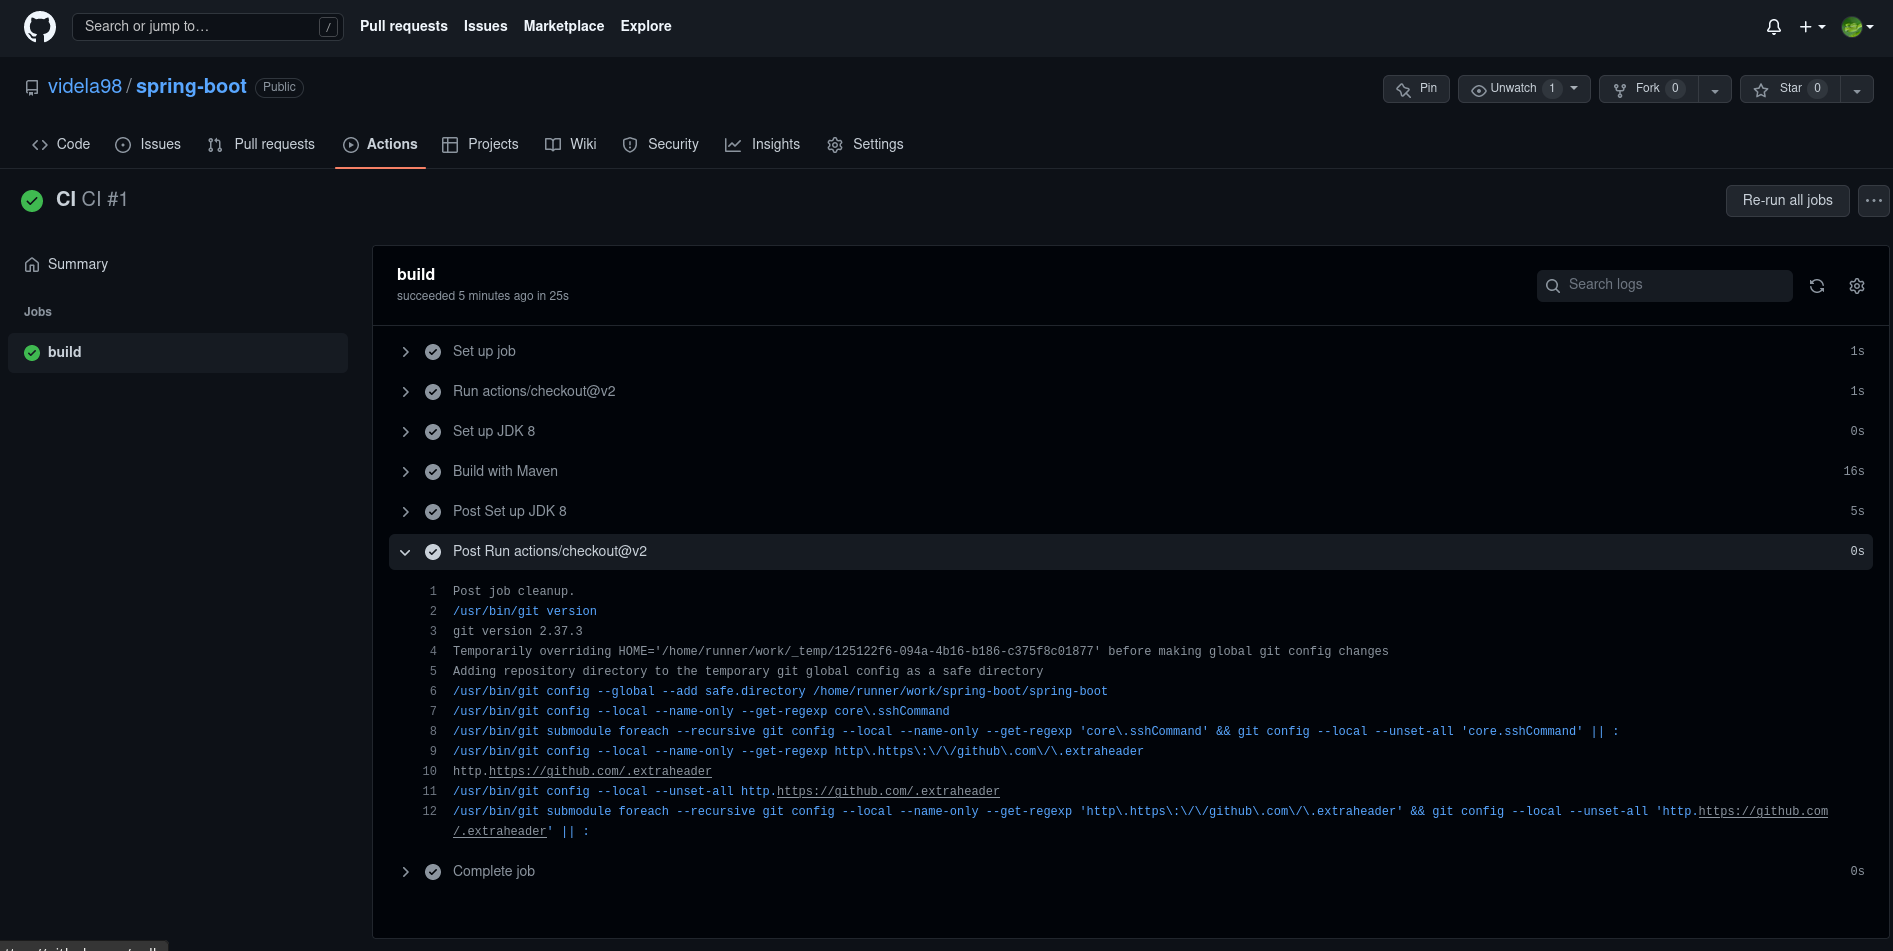 Search or jump to…
/
Pull requests Issues Marketplace Explore
videla98 / spring-boot Public
Pin
Unwatch 1
Fork 0
Star 0
Code
Issues
Pull requests
Actions
Projects
Wiki
Security
Insights
Settings
CI CI #1
Re-run all jobs
Summary
Jobs
build
build
succeeded 5 minutes ago in 25s
Search logs
Set up job 1s
Run actions/checkout@v2 1s
Set up JDK 8 0s
Build with Maven 16s
Post Set up JDK 8 5s
Post Run actions/checkout@v2 0s
1 Post job cleanup.
2 /usr/bin/git version
3 git version 2.37.3
4 Temporarily overriding HOME='/home/runner/work/_temp/125122f6-094a-4b16-b186-c375f8c01877' before making global git config changes
5 Adding repository directory to the temporary git global config as a safe directory
6 /usr/bin/git config --global --add safe.directory /home/runner/work/spring-boot/spring-boot
7 /usr/bin/git config --local --name-only --get-regexp core\.sshCommand
8 /usr/bin/git submodule foreach --recursive git config --local --name-only --get-regexp 'core\.sshCommand' && git config --local --unset-all 'core.sshCommand' || :
9 /usr/bin/git config --local --name-only --get-regexp http\.https\:\/\/github\.com\/\.extraheader
10 http.https://github.com/.extraheader
11 /usr/bin/git config --local --unset-all http.https://github.com/.extraheader
12 /usr/bin/git submodule foreach --recursive git config --local --name-only --get-regexp 'http\.https\:\/\/github\.com\/\.extraheader' && git config --local --unset-all 'http.https://github.com
/.extraheader' || :
Complete job 0s